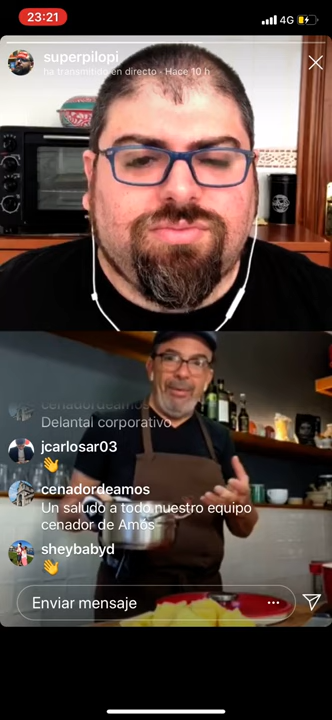 23:21
4G
superpilopi
ha transmitido en directo · Hace 10 h
cenadordeamos
Delantal corporativo
jcarlosar03
👋
cenadordeamos
Un saludo a todo nuestro equipo
cenador de Amós
sheybabyd
👋
Enviar mensaje